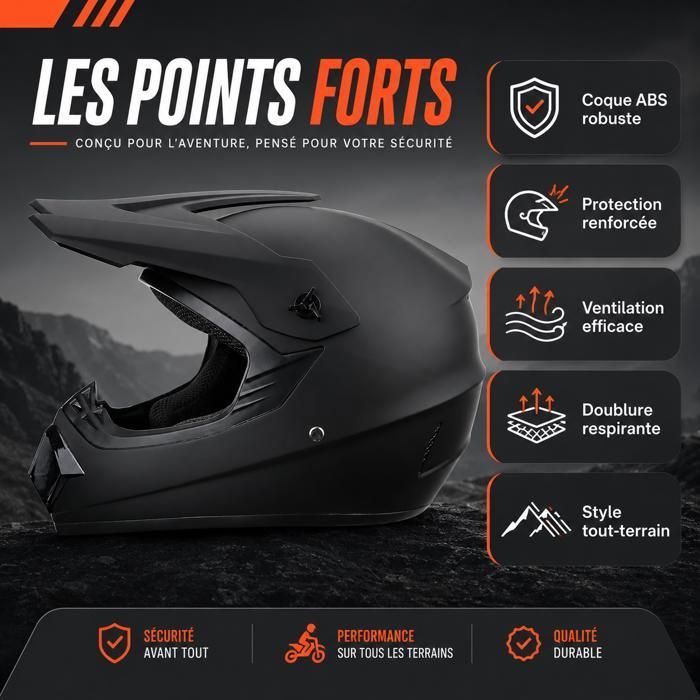 LES POINTS FORTS
CONÇU POUR L'AVENTURE, PENSÉ POUR VOTRE SÉCURITÉ
Coque ABS
robuste
Protection
renforcée
Ventilation
efficace
Doublure
respirante
Style
tout-terrain
SÉCURITÉ
AVANT TOUT
PERFORMANCE
SUR TOUS LES TERRAINS
QUALITÉ
DURABLE